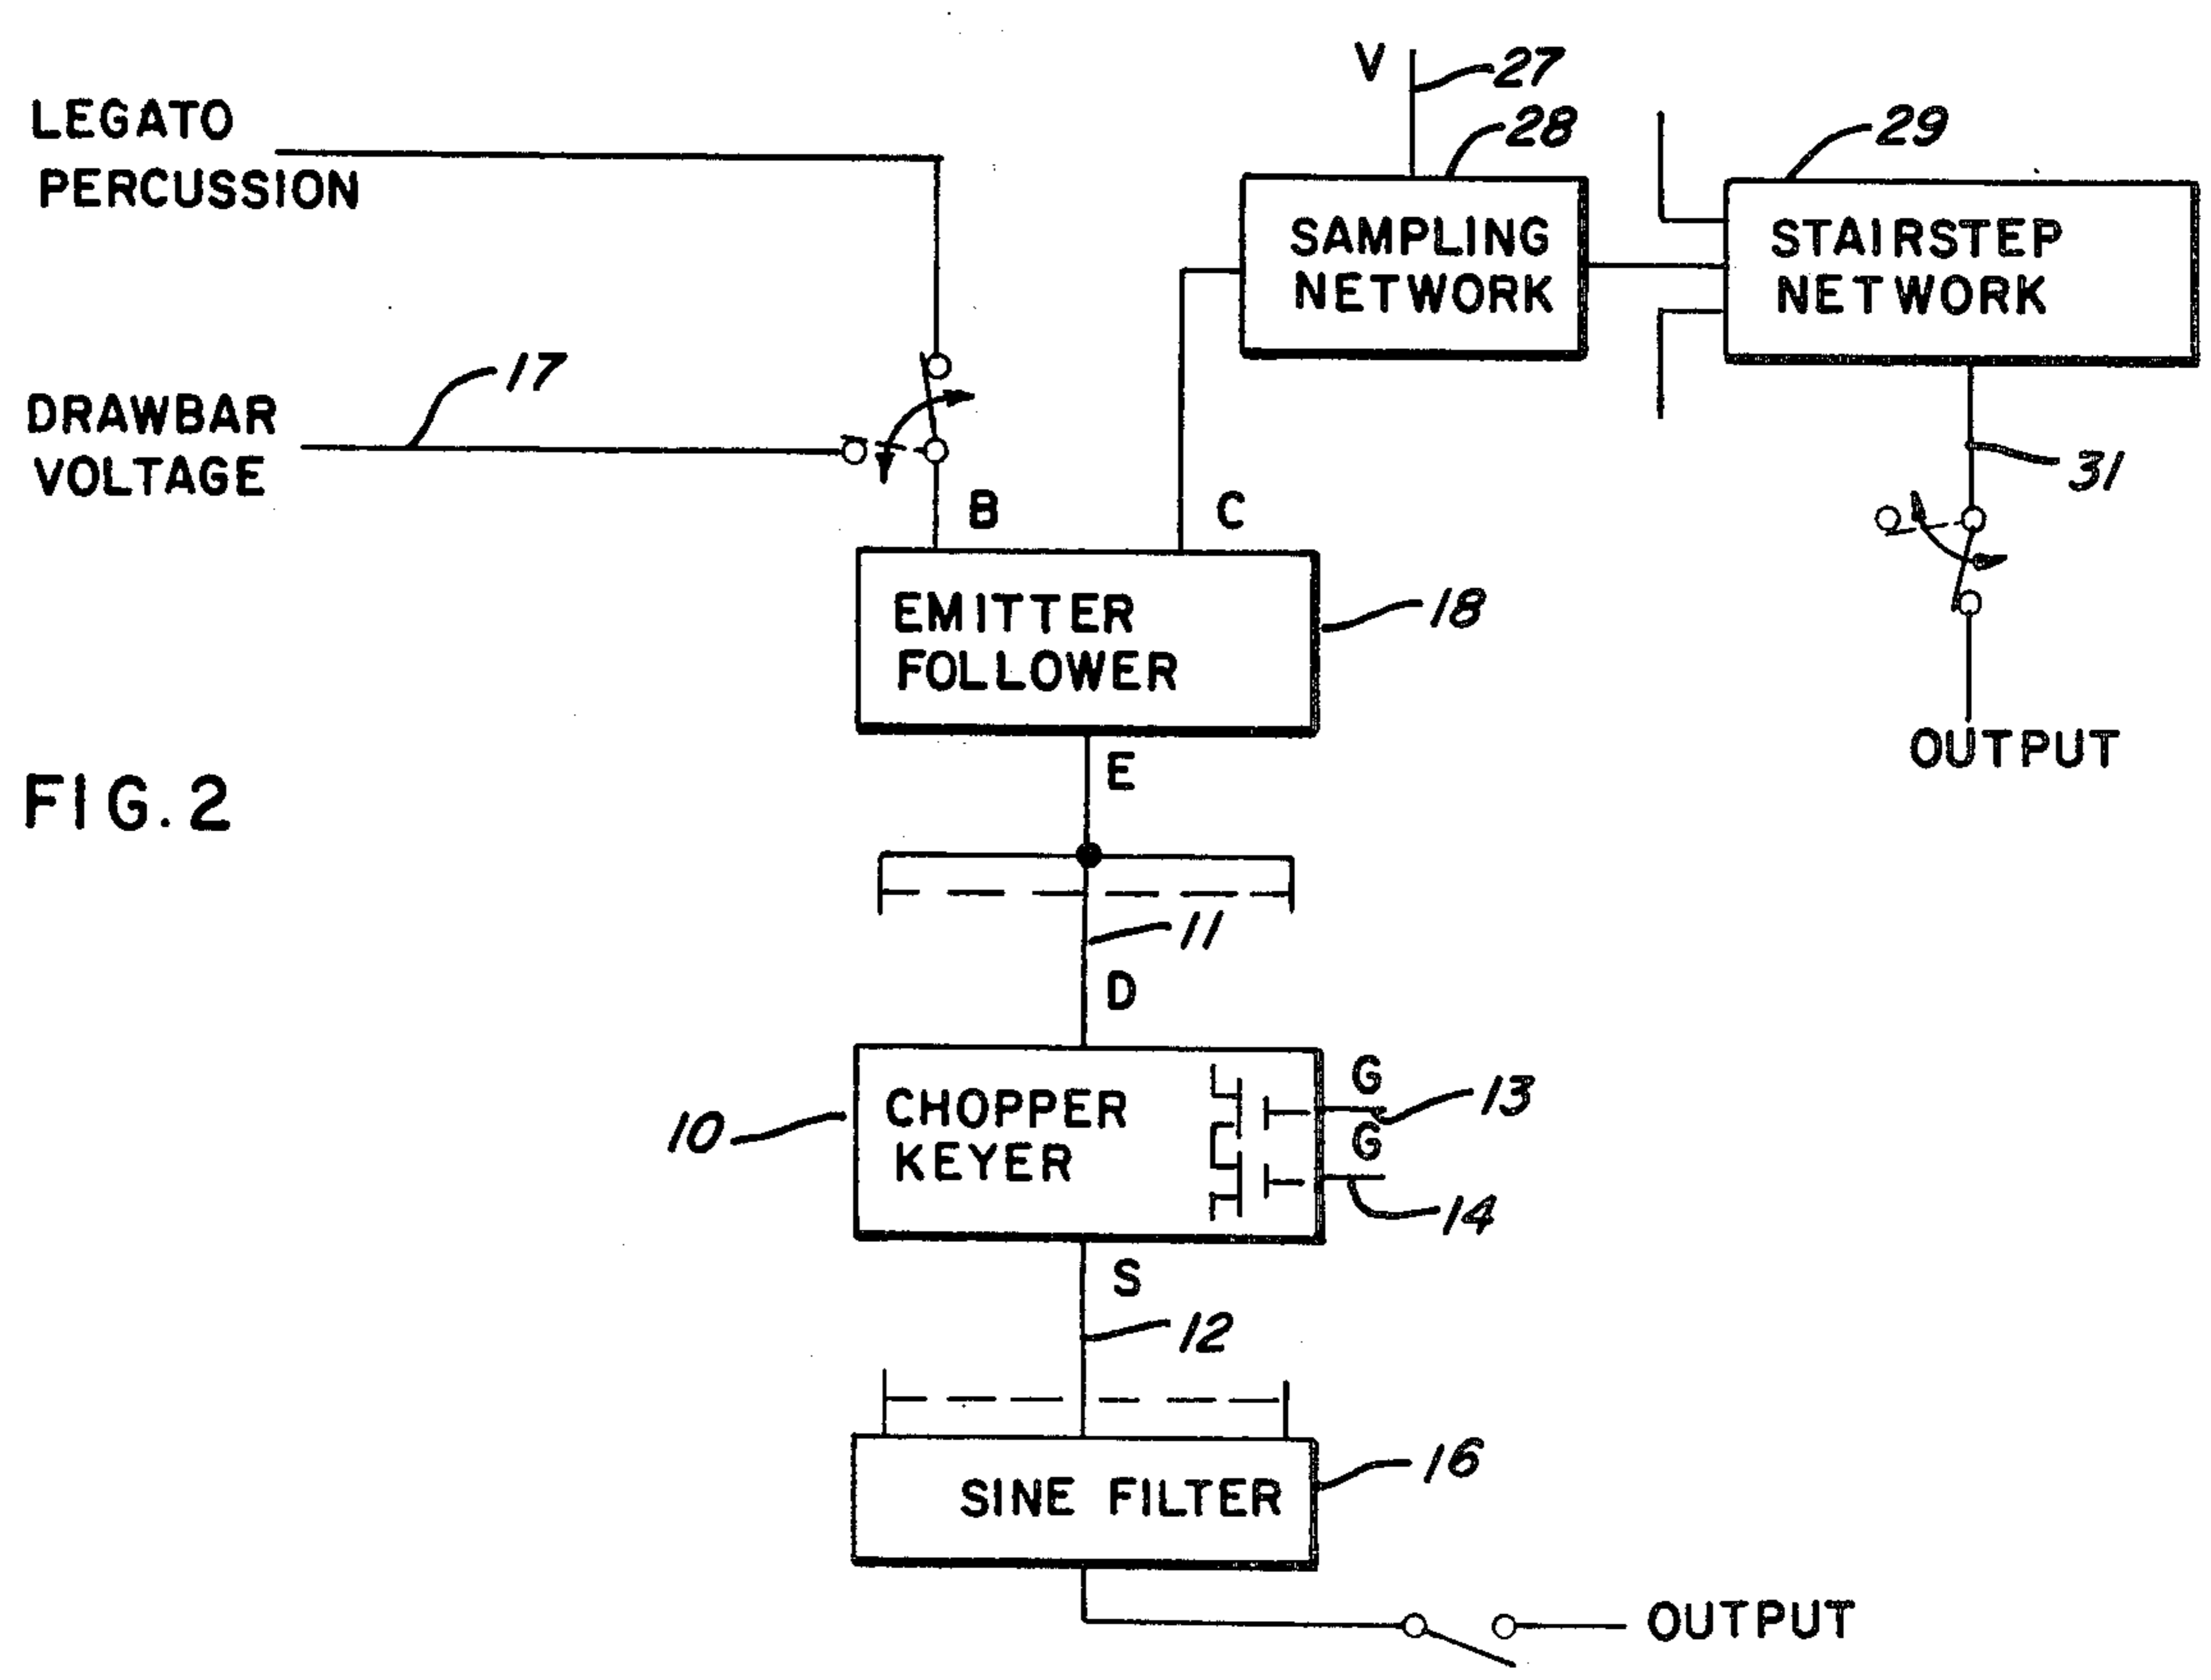 V
27
28
29
LEGATO
PERCUSSION
SAMPLING
NETWORK
STAIRSTEP
NETWORK
17
DRAWBAR
VOLTAGE
31
B
C
EMITTER
FOLLOWER
18
OUTPUT
E
FIG. 2
11
D
CHOPPER
KEYER
10
G
13
G
14
S
12
SINE FILTER
16
OUTPUT